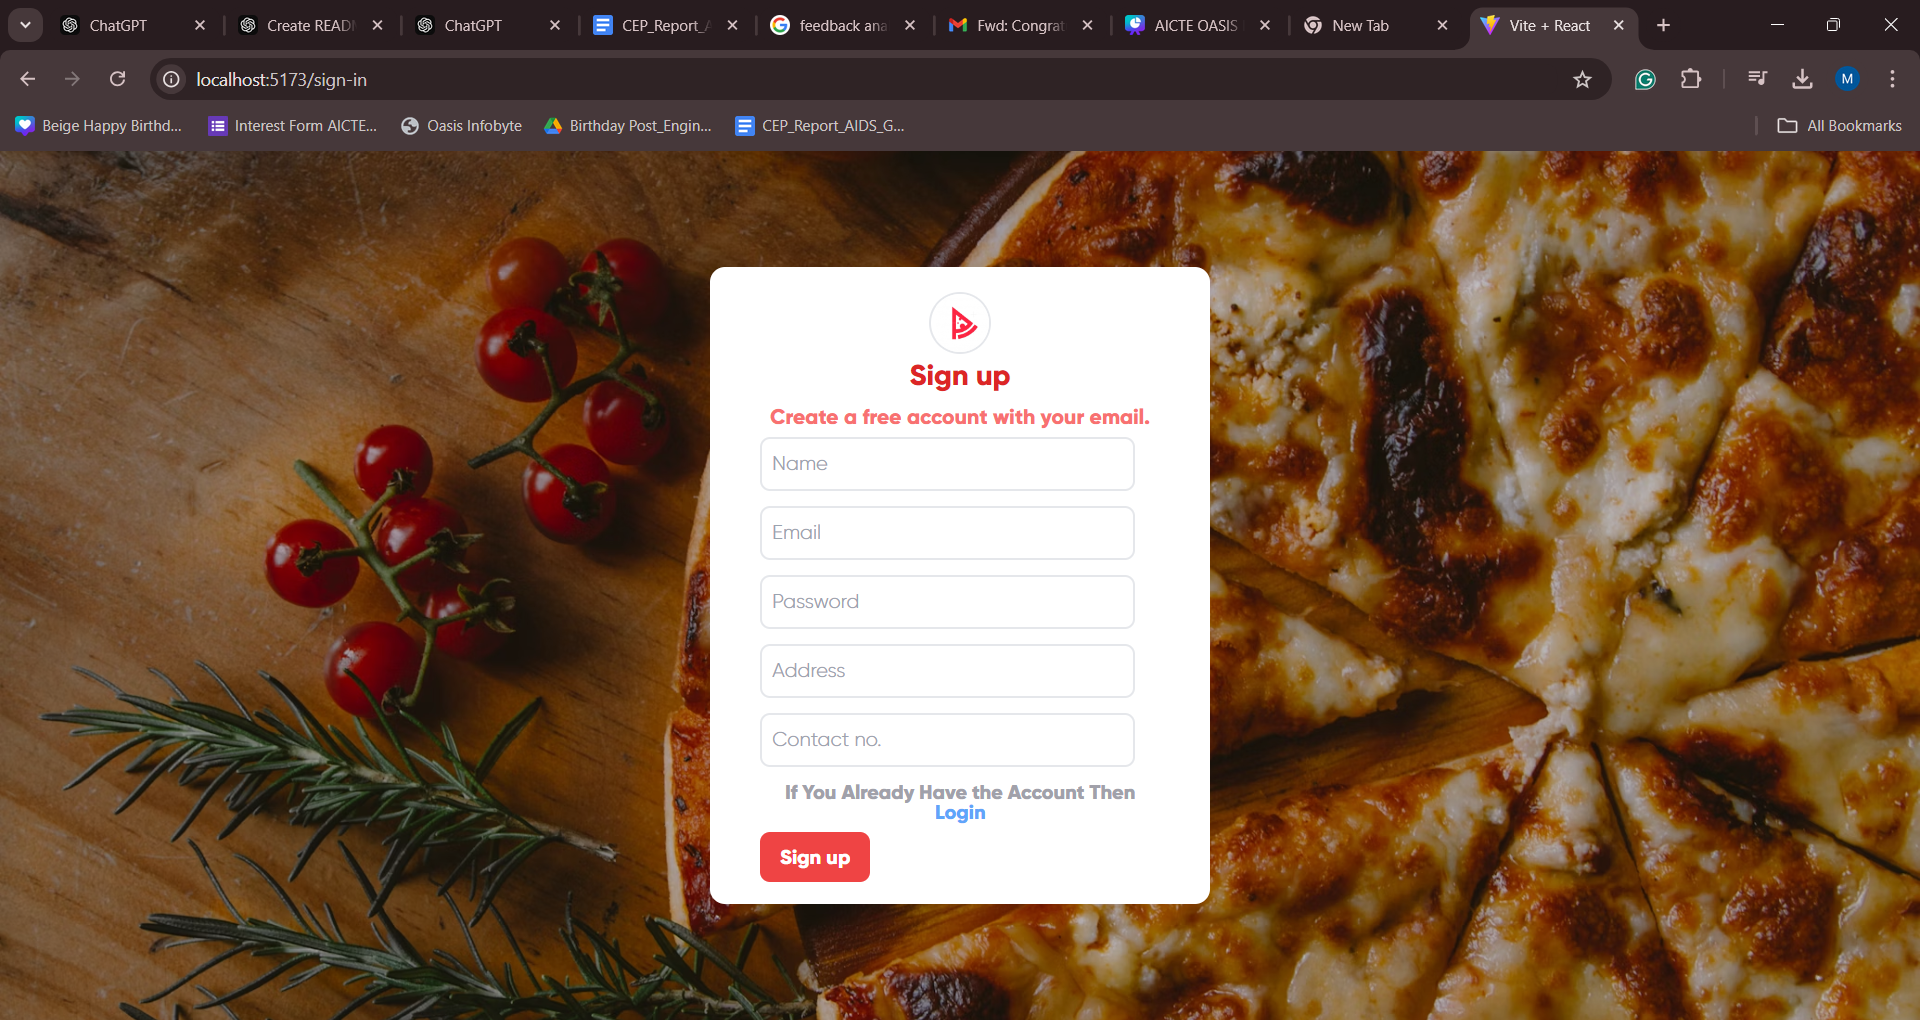 ChatGPT
Create READ
ChatGPT
CEP_Report_
feedback ana
Fwd: Congrat
AICTE OASIS
New Tab
Vite + React
localhost:5173/sign-in
M
Beige Happy Birthd...
Interest Form AICTE...
Oasis Infobyte
Birthday Post_Engin...
CEP_Report_AIDS_G...
All Bookmarks
Sign up
Create a free account with your email.
Name
Email
Password
Address
Contact no.
If You Already Have the Account Then
Login
Sign up